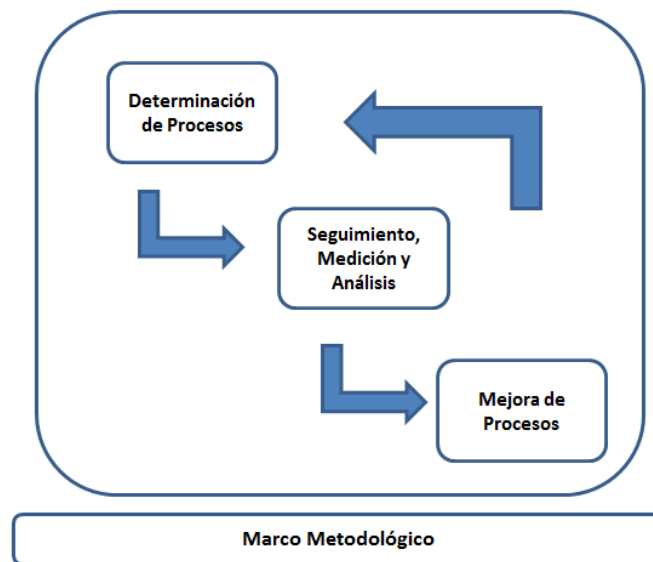 Determinación
de Procesos
Seguimiento,
Medición y
Análisis
Mejora de
Procesos
Marco Metodológico